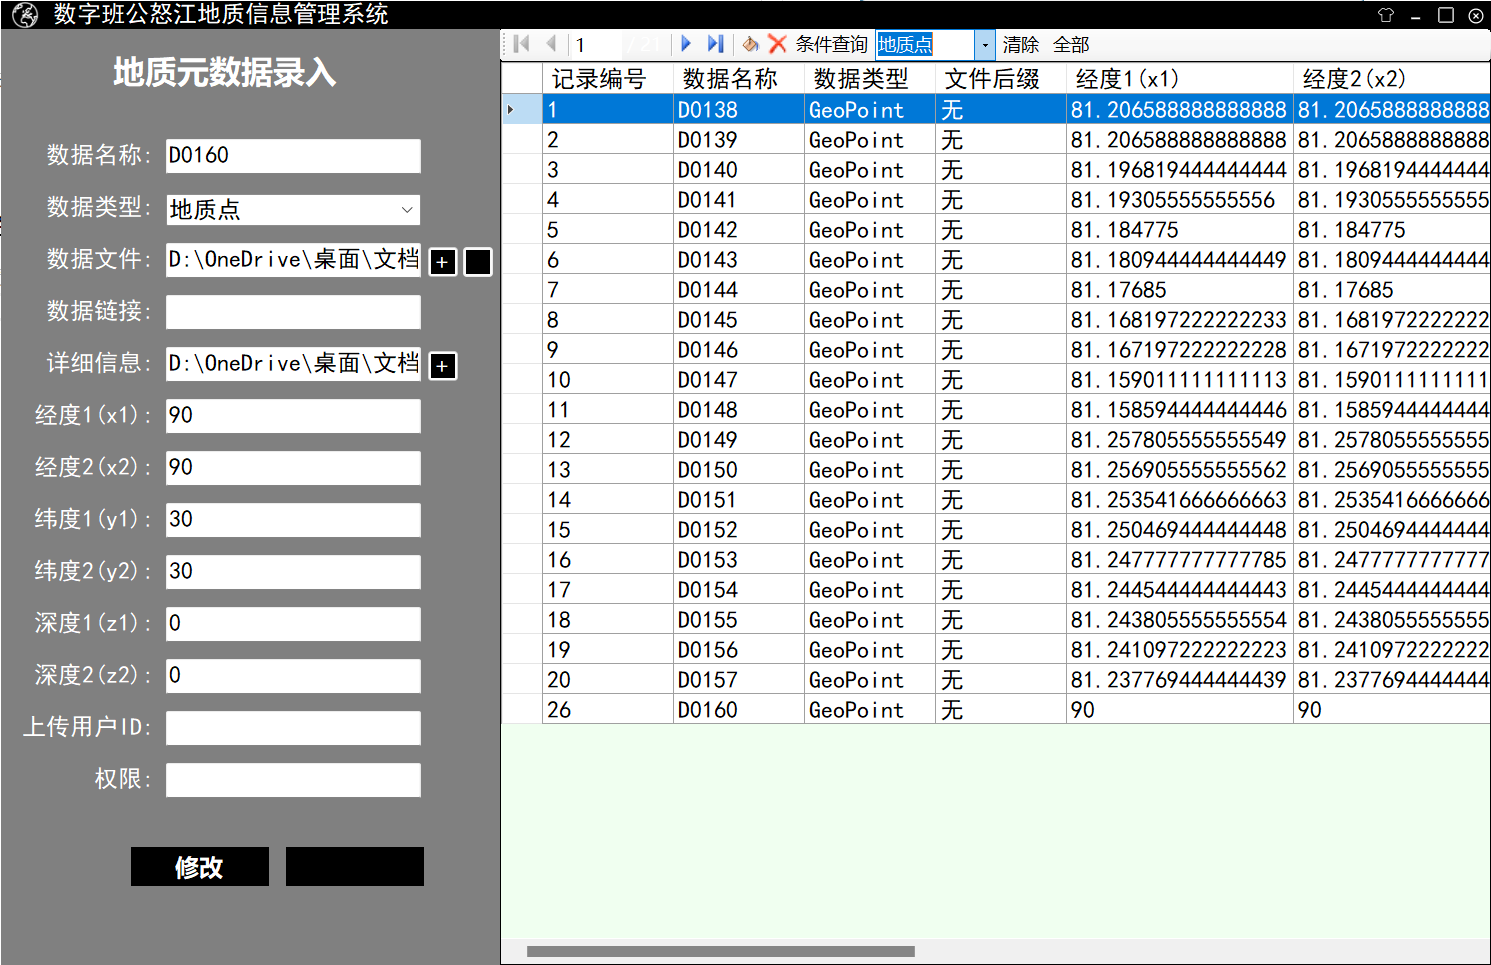 数字班公怒江地质信息管理系统
地质元数据录入
数据名称: D0160
数据类型: 地质点
数据文件: D:\OneDrive\桌面\文档 +
数据链接:
详细信息: D:\OneDrive\桌面\文档 +
经度1(x1): 90
经度2(x2): 90
纬度1(y1): 30
纬度2(y2): 30
深度1(z1): 0
深度2(z2): 0
上传用户ID:
权限:
修改
1 / 21 条件查询 地质点 清除 全部
记录编号 数据名称 数据类型 文件后缀 经度1(x1) 经度2(x2)
1 D0138 GeoPoint 无 81.206588888888888 81.2065888888888
2 D0139 GeoPoint 无 81.206588888888888 81.2065888888888
3 D0140 GeoPoint 无 81.196819444444444 81.1968194444444
4 D0141 GeoPoint 无 81.19305555555556 81.1930555555555
5 D0142 GeoPoint 无 81.184775 81.184775
6 D0143 GeoPoint 无 81.180944444444449 81.1809444444444
7 D0144 GeoPoint 无 81.17685 81.17685
8 D0145 GeoPoint 无 81.168197222222233 81.1681972222222
9 D0146 GeoPoint 无 81.167197222222228 81.1671972222222
10 D0147 GeoPoint 无 81.159011111111113 81.1590111111111
11 D0148 GeoPoint 无 81.158594444444446 81.1585944444444
12 D0149 GeoPoint 无 81.257805555555549 81.2578055555555
13 D0150 GeoPoint 无 81.256905555555562 81.2569055555555
14 D0151 GeoPoint 无 81.253541666666663 81.2535416666666
15 D0152 GeoPoint 无 81.250469444444448 81.2504694444444
16 D0153 GeoPoint 无 81.247777777777785 81.2477777777777
17 D0154 GeoPoint 无 81.244544444444443 81.2445444444444
18 D0155 GeoPoint 无 81.243805555555554 81.2438055555555
19 D0156 GeoPoint 无 81.241097222222223 81.2410972222222
20 D0157 GeoPoint 无 81.237769444444439 81.2377694444444
26 D0160 GeoPoint 无 90 90